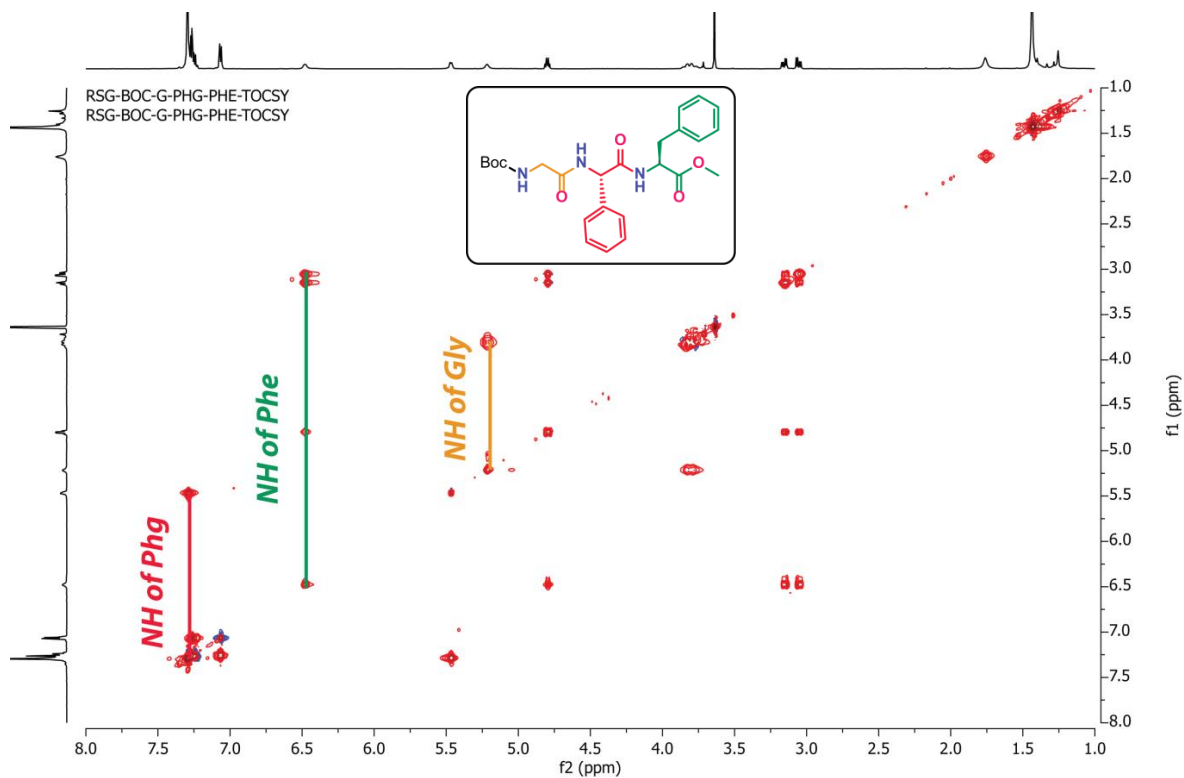 RSG-BOC-G-PHG-PHE-TOCSY
RSG-BOC-G-PHG-PHE-TOCSY
Boc
N
H
O
H
N
O
N
H
O
O
NH of Phg
NH of Phe
NH of Gly
1.0
1.5
2.0
2.5
3.0
3.5
4.0
4.5
5.0
5.5
6.0
6.5
7.0
7.5
8.0
f1 (ppm)
8.0 7.5 7.0 6.5 6.0 5.5 5.0 4.5 4.0 3.5 3.0 2.5 2.0 1.5 1.0
f2 (ppm)